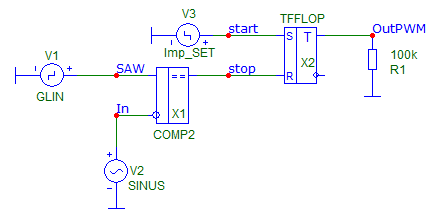 V3
start
TFFLOP
OutPWM
Imp_SET
S T
100k
R1
V1
SAW
==
stop
R
X2
GLIN
In
X1
COMP2
V2
SINUS